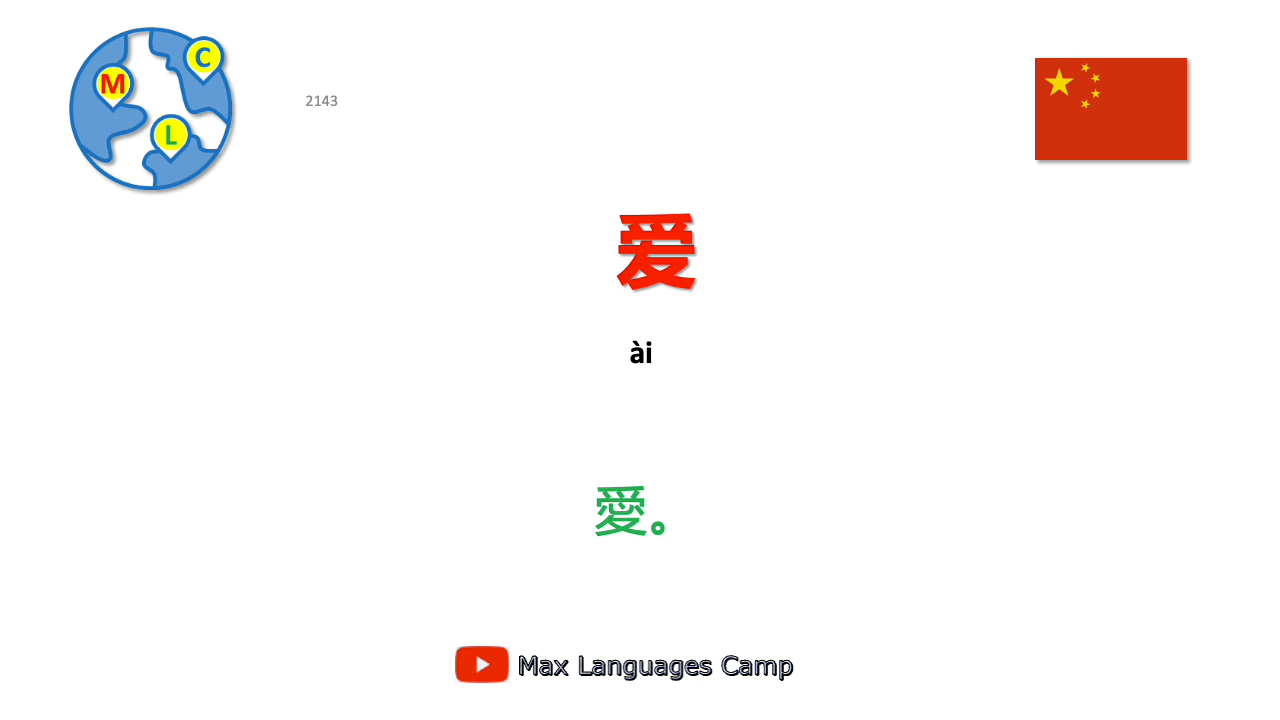 M
C
L
2143
爱
ài
愛。
Max Languages Camp